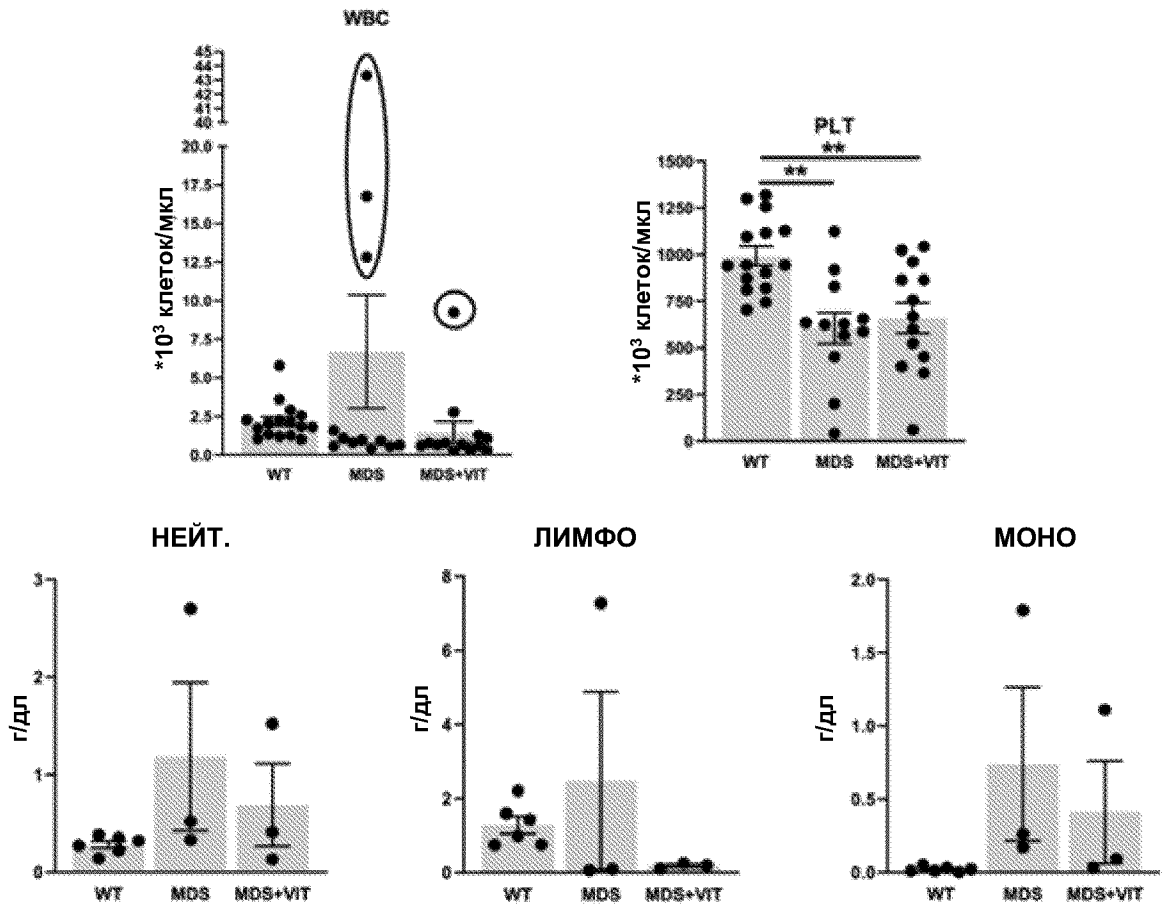 WBC
45
44
43
42
41
40
20.0
17.5
15.0
12.5
10.0
7.5
5.0
2.5
0.0
*10³ клеток/мкл
WT MDS MDS+VIT
PLT
**
**
1500
1250
1000
750
500
250
0
*10³ клеток/мкл
WT MDS MDS+VIT
НЕЙТ.
3
2
1
0
г/дл
WT MDS MDS+VIT
ЛИМФО
8
6
4
2
0
г/дл
WT MDS MDS+VIT
МОНО
2.0
1.5
1.0
0.5
0.0
г/дл
WT MDS MDS+VIT